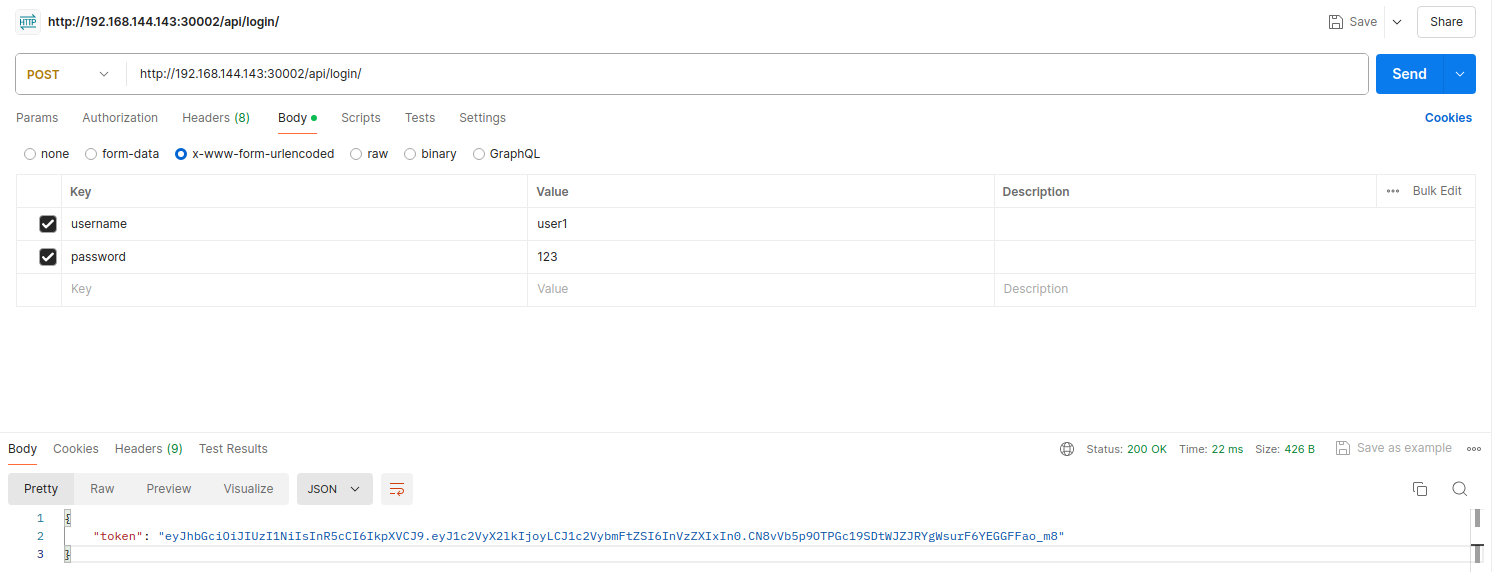 HTTP http://192.168.144.143:30002/api/login/ Save Share
POST http://192.168.144.143:30002/api/login/ Send
Params Authorization Headers (8) Body Scripts Tests Settings Cookies
none form-data x-www-form-urlencoded raw binary GraphQL
Key Value Description Bulk Edit
username user1
password 123
Key Value Description
Body Cookies Headers (9) Test Results Status: 200 OK Time: 22 ms Size: 426 B Save as example
Pretty Raw Preview Visualize JSON
1 {
2 "token": "eyJhbGciOiJIUzI1NiIsInR5cCI6IkpXVCJ9.eyJ1c2VyX2lkIjoyLCJ1c2VybmFtZSI6InVzZXIxIn0.CN8vVb5p9OTPGc19SDtWJZJRYgWsurF6YEGGFFao_m8"
3 }